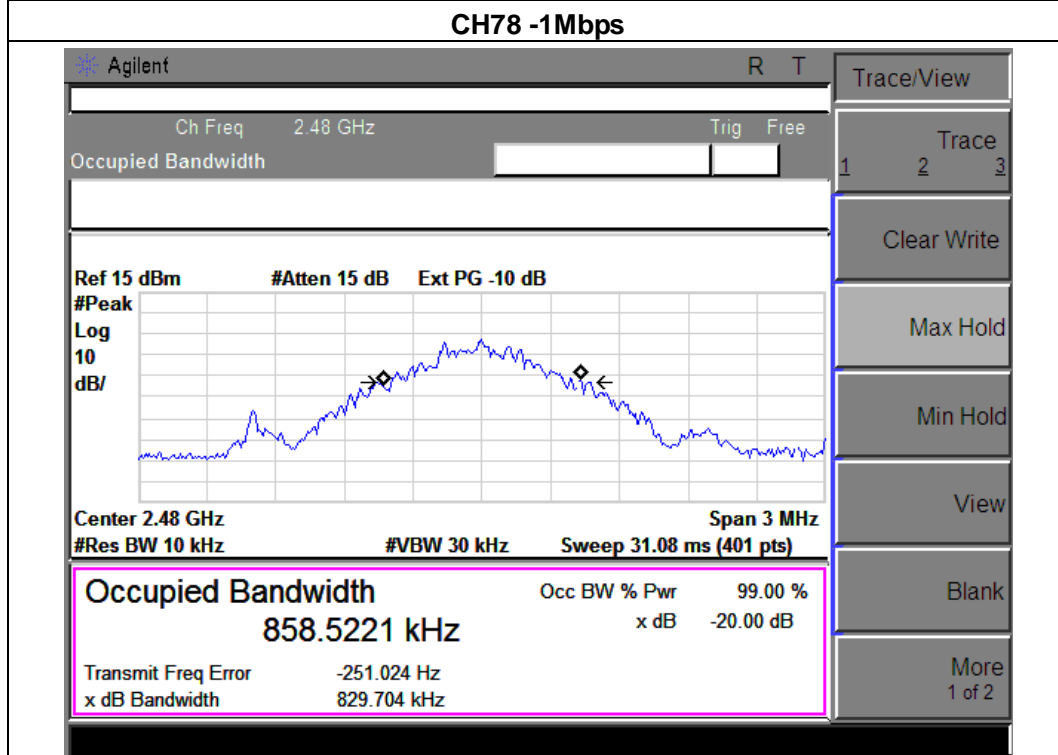 CH78 -1Mbps
Agilent R T
Ch Freq 2.48 GHz Trig Free
Occupied Bandwidth
Ref 15 dBm #Atten 15 dB Ext PG -10 dB
#Peak
Log
10
dB/
Center 2.48 GHz Span 3 MHz
#Res BW 10 kHz #VBW 30 kHz Sweep 31.08 ms (401 pts)
Occupied Bandwidth Occ BW % Pwr 99.00 %
858.5221 kHz x dB -20.00 dB
Transmit Freq Error -251.024 Hz
x dB Bandwidth 829.704 kHz
Trace/View
Trace
1 2 3
Clear Write
Max Hold
Min Hold
View
Blank
More
1 of 2